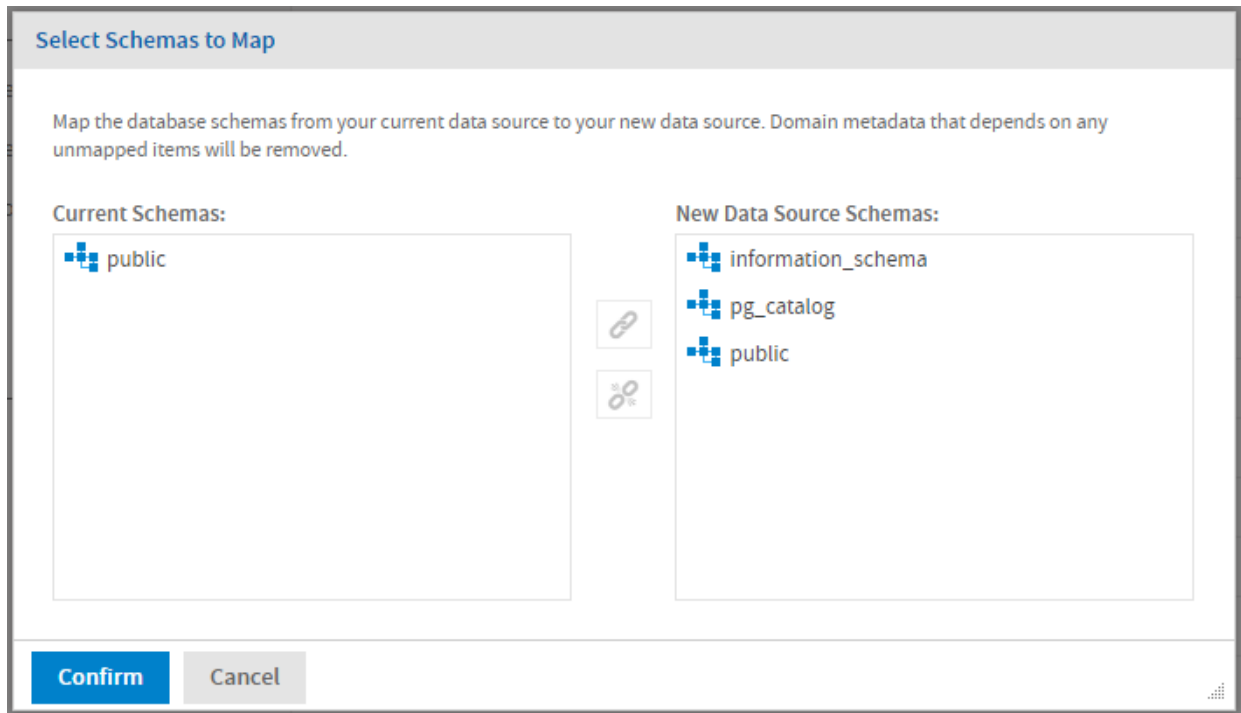 Select Schemas to Map
Map the database schemas from your current data source to your new data source. Domain metadata that depends on any
unmapped items will be removed.
Current Schemas:
public
New Data Source Schemas:
information_schema
pg_catalog
public
Confirm
Cancel